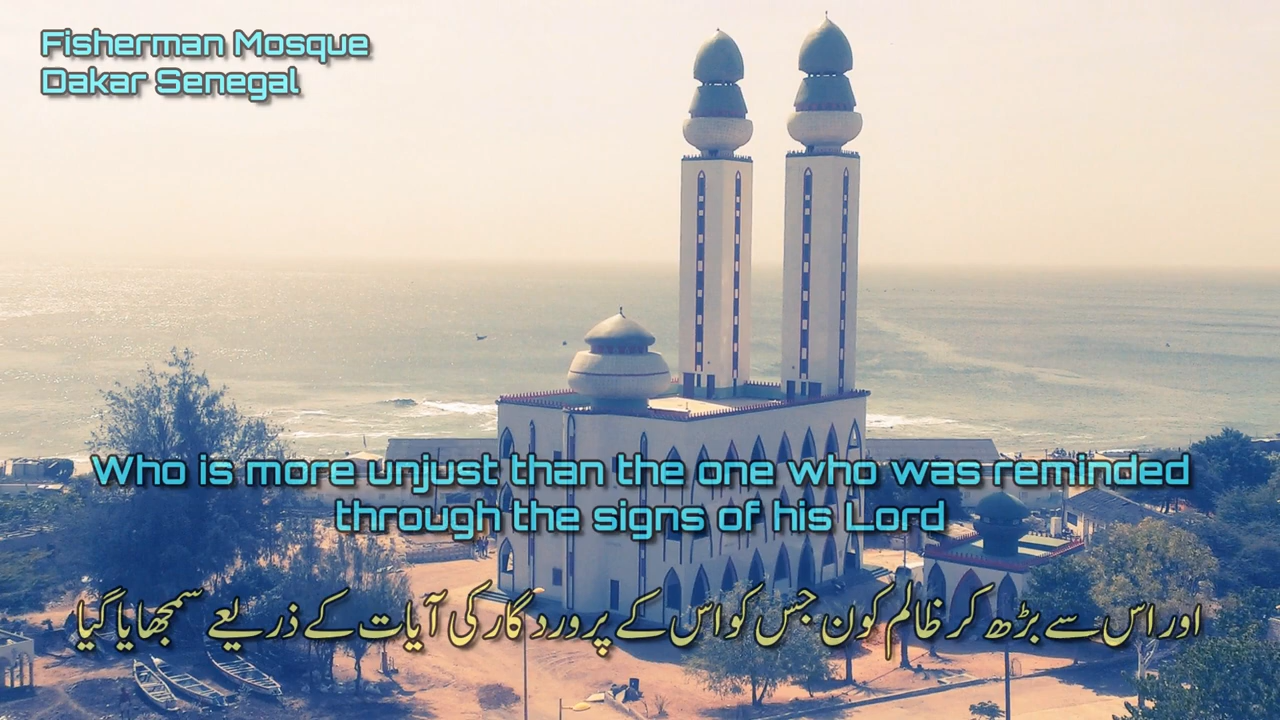 Fisherman Mosque
Dakar Senegal
Who is more unjust than the one who was reminded
through the signs of his Lord
اور اس سے بڑھ کر ظالم کون جس کو اس کے پروردگار کی آیات کے ذریعے سمجھایا گیا